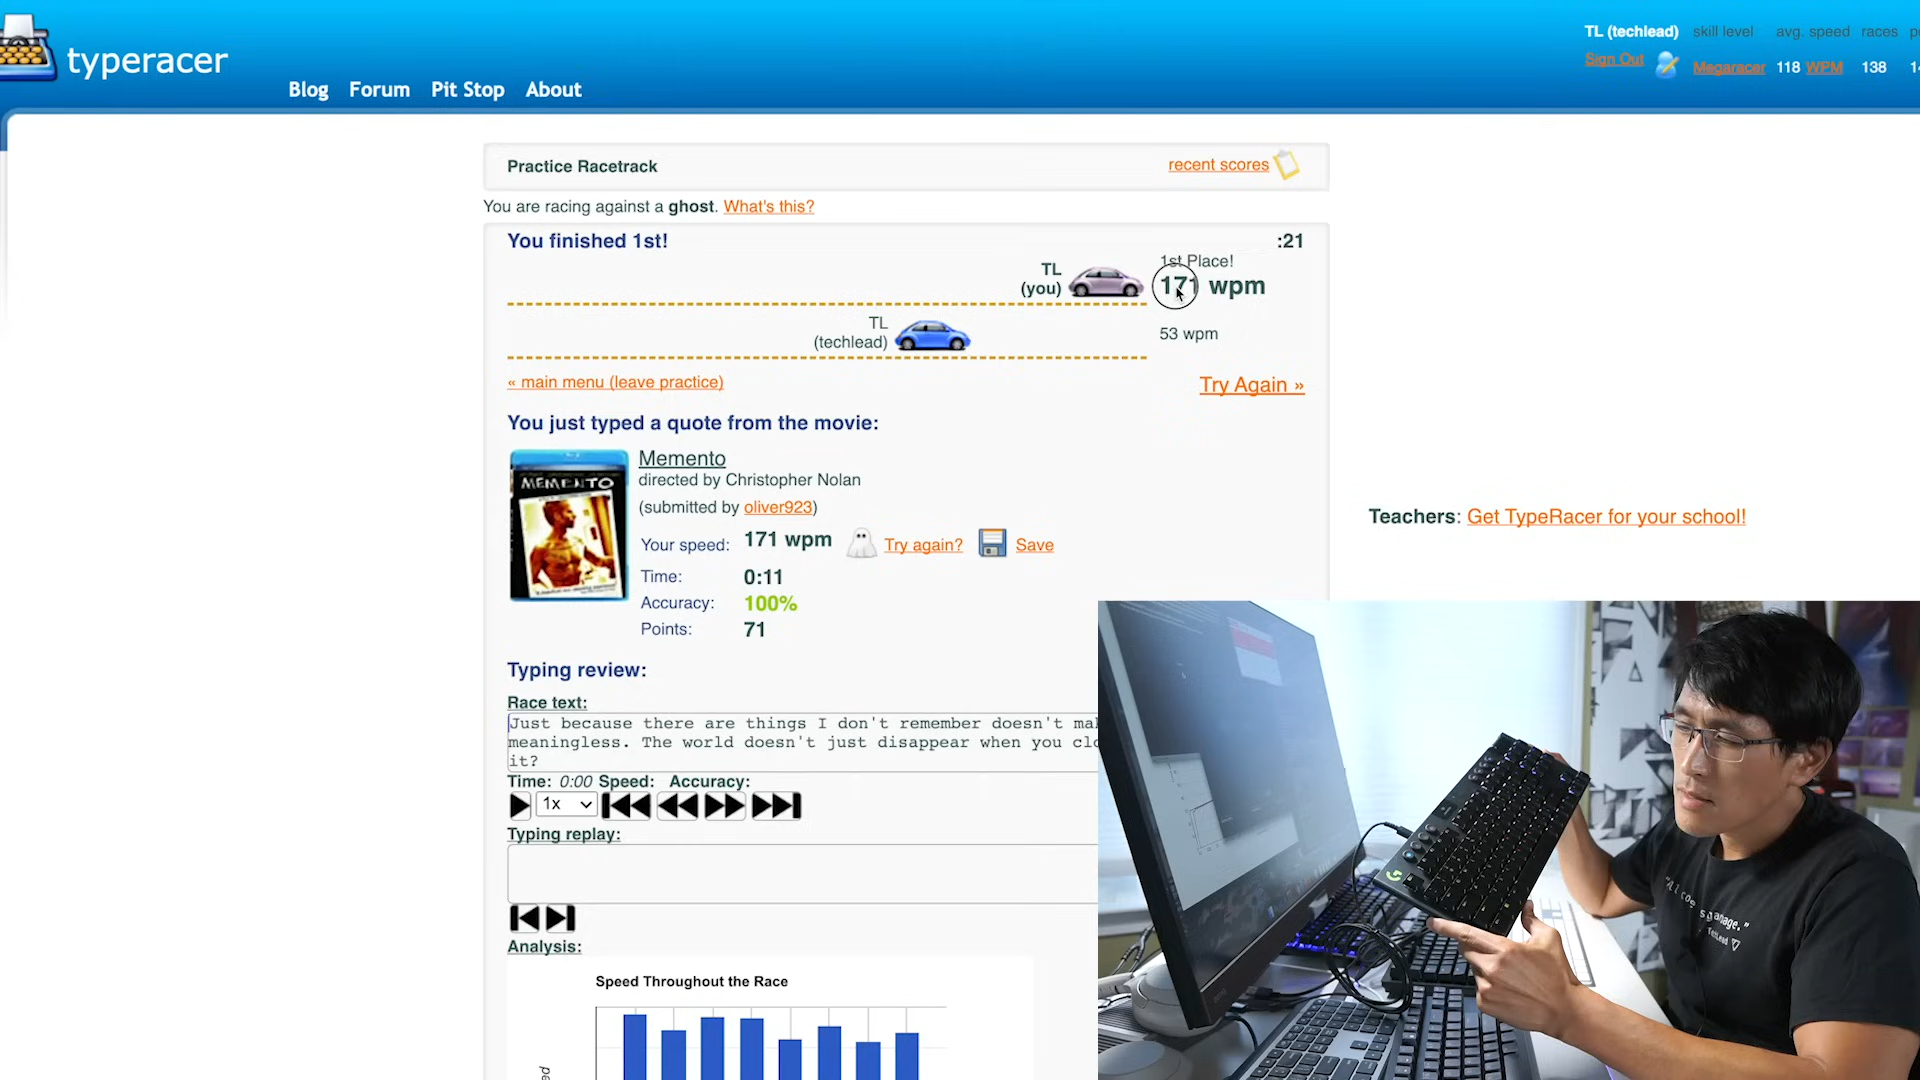 typeracer
Blog Forum Pit Stop About
TL (techlead) skill level avg. speed races
Sign Out Megaracer 118 WPM 138
Practice Racetrack recent scores
You are racing against a ghost. What's this?
You finished 1st! :21
1st Place!
TL
(you)
171 wpm
TL
(techlead)
53 wpm
« main menu (leave practice) Try Again »
You just typed a quote from the movie:
MEMENTO
Memento
directed by Christopher Nolan
(submitted by oliver923)
Your speed: 171 wpm Try again? Save
Time: 0:11
Accuracy: 100%
Points: 71
Teachers: Get TypeRacer for your school!
Typing review:
Race text:
Just because there are things I don't remember doesn't
meaningless. The world doesn't just disappear when you
it?
Time: 0:00 Speed: Accuracy:
1x
Typing replay:
Analysis:
Speed Throughout the Race